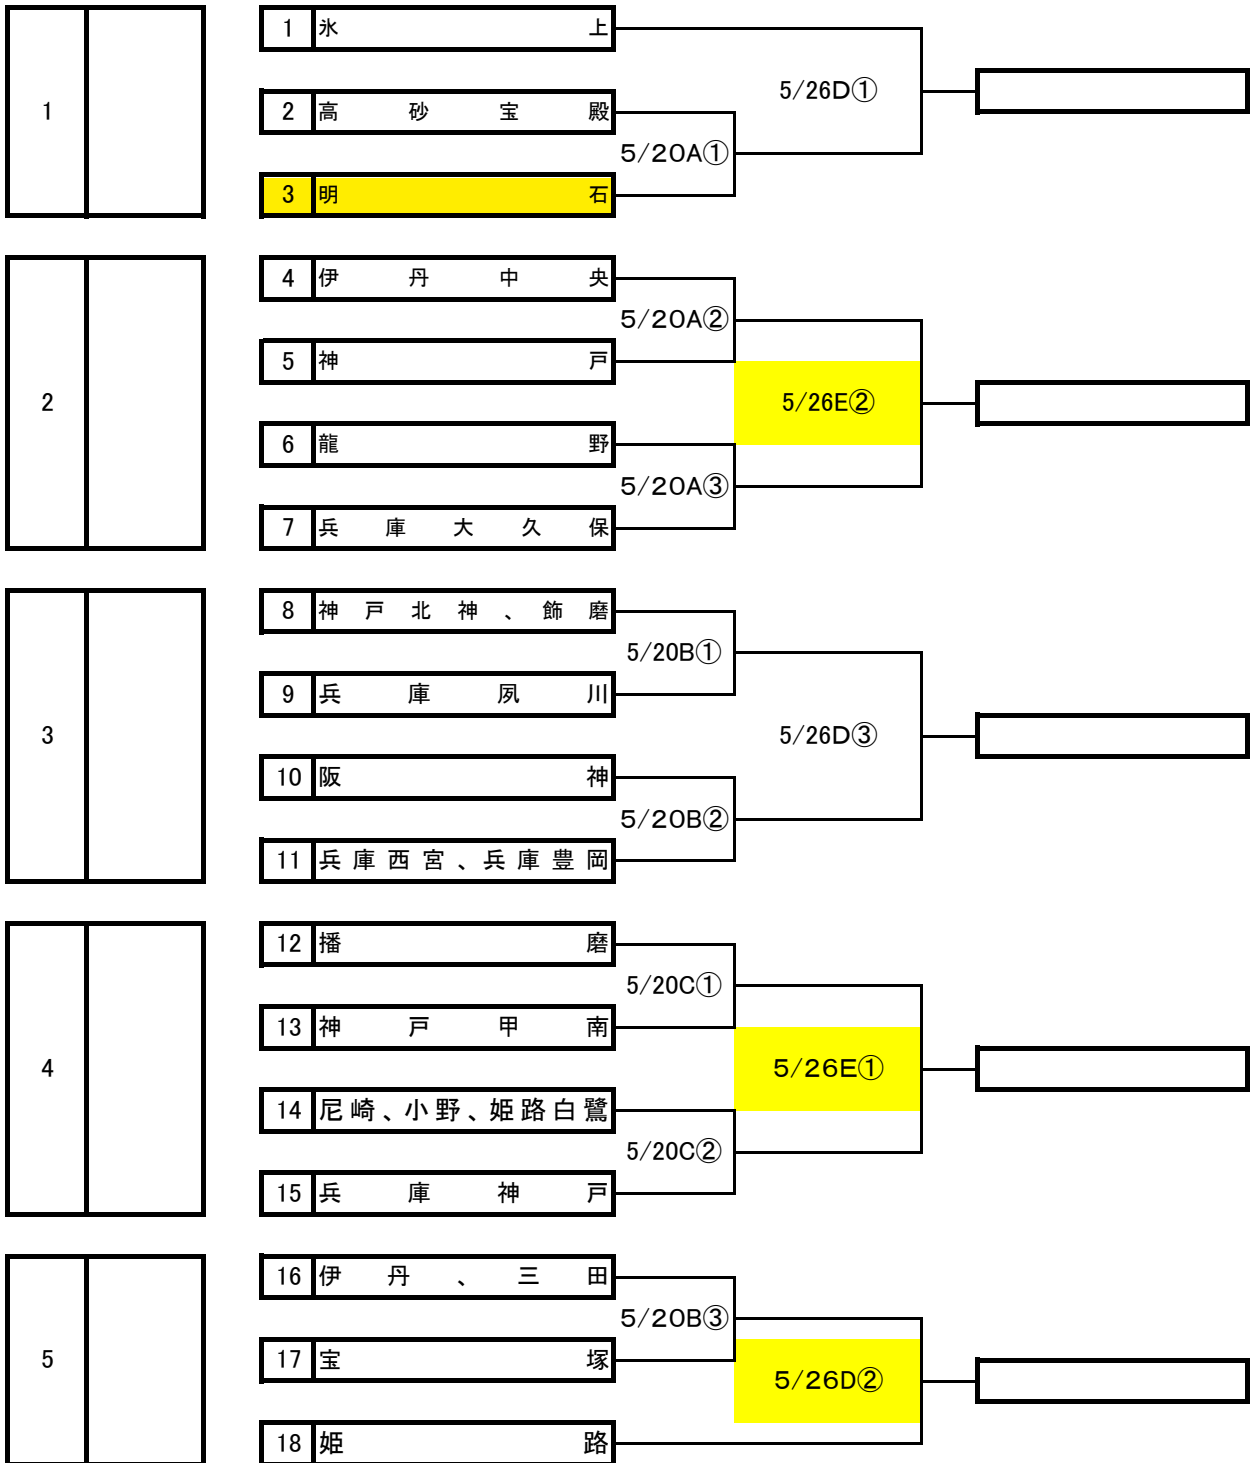 1 氷上
5/26D①
1
2 高砂宝殿
5/20A①
3 明石
4 伊丹中央
5/20A②
5 神戸
2
5/26E②
6 龍野
5/20A③
7 兵庫大久保
8 神戸北神、飾磨
5/20B①
9 兵庫夙川
3
5/26D③
10 阪神
5/20B②
11 兵庫西宮、兵庫豊岡
12 播磨
5/20C①
13 神戸甲南
4
5/26E①
14 尼崎、小野、姫路白鷺
5/20C②
15 兵庫神戸
16 伊丹、三田
5/20B③
5
17 宝塚
5/26D②
18 姫路